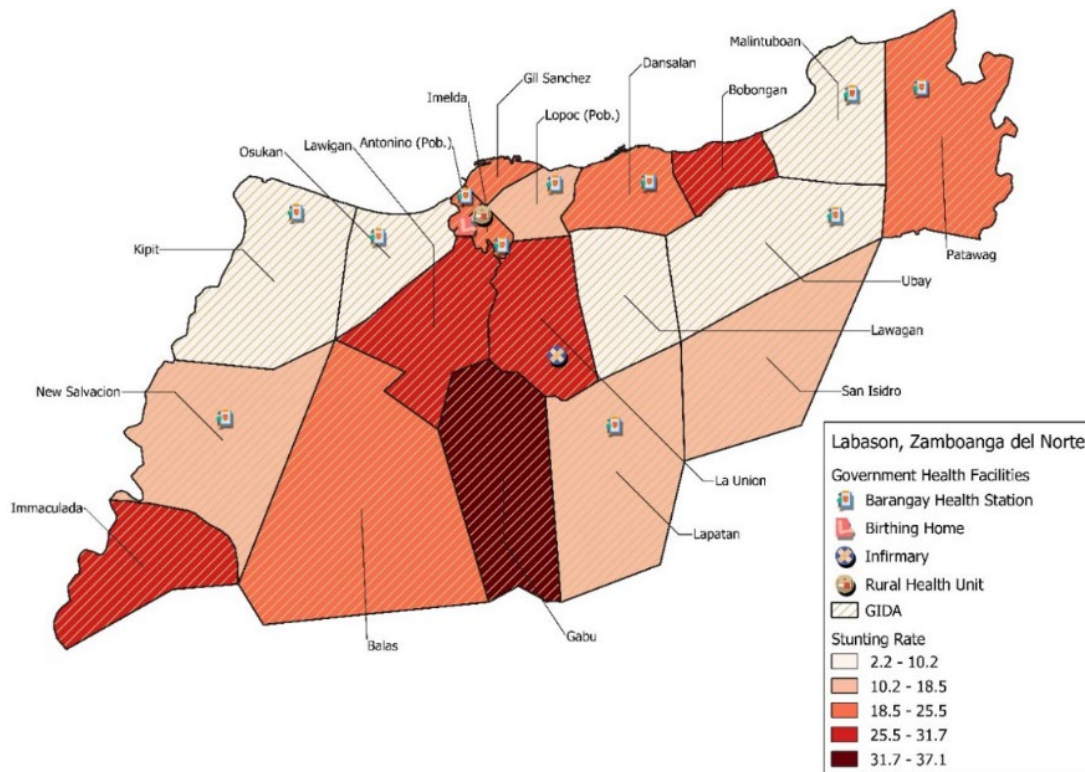 Malintuboan
Dansalan
Gil Sanchez
Bobongan
Imelda
Lopoc (Pob.)
Lawigan
Antonino (Pob.)
Osukan
Kipit
Patawag
Ubay
Lawagan
New Salvacion
San Isidro
La Union
Immaculada
Lapatan
Gabu
Balas
Labason, Zamboanga del Norte
Government Health Facilities
Barangay Health Station
Birthing Home
Infirmary
Rural Health Unit
GIDA
Stunting Rate
2.2 - 10.2
10.2 - 18.5
18.5 - 25.5
25.5 - 31.7
31.7 - 37.1